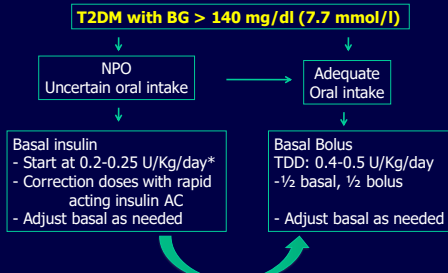 T2DM with BG > 140 mg/dl (7.7 mmol/l)
NPO
Uncertain oral intake
Adequate
Oral intake
Basal insulin
- Start at 0.2-0.25 U/Kg/day*
- Correction doses with rapid
acting insulin AC
- Adjust basal as needed
Basal Bolus
TDD: 0.4-0.5 U/Kg/day
-½ basal, ½ bolus
- Adjust basal as needed